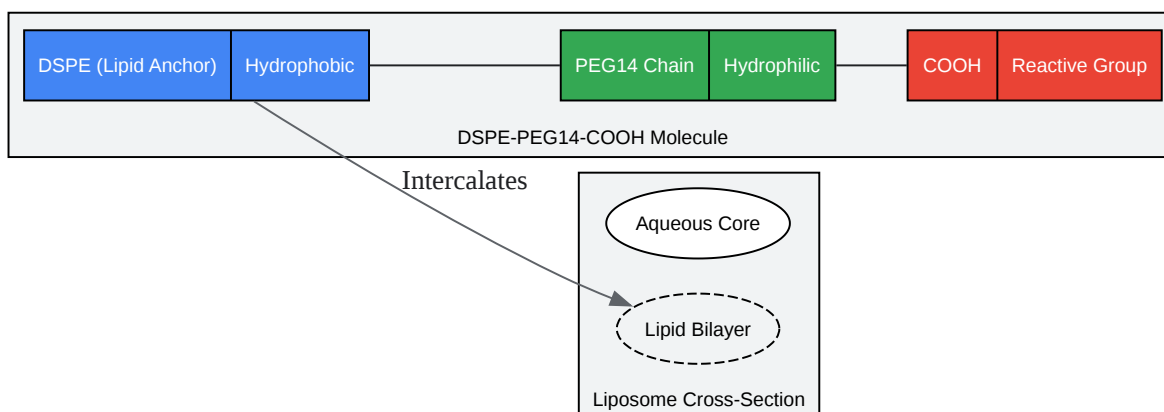 DSPE (Lipid Anchor) Hydrophobic PEG14 Chain Hydrophilic COOH Reactive Group
DSPE-PEG14-COOH Molecule
Intercalates
Aqueous Core
Lipid Bilayer
Liposome Cross-Section